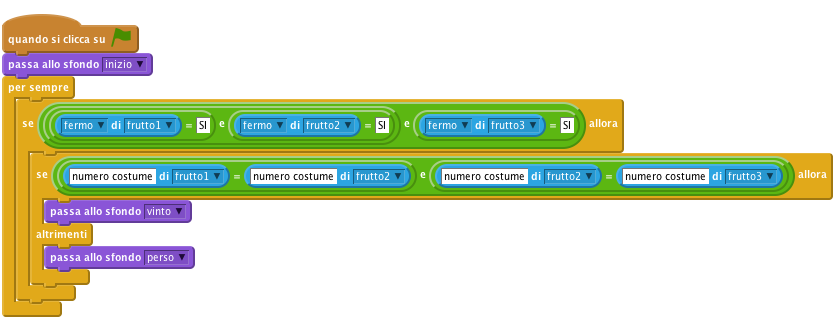 quando si clicca su
passa allo sfondo inizio
per sempre
se fermo di frutto1 = SI e fermo di frutto2 = SI e fermo di frutto3 = SI allora
se numero costume di frutto1 = numero costume di frutto2 e numero costume di frutto2 = numero costume di frutto3 allora
passa allo sfondo vinto
altrimenti
passa allo sfondo perso